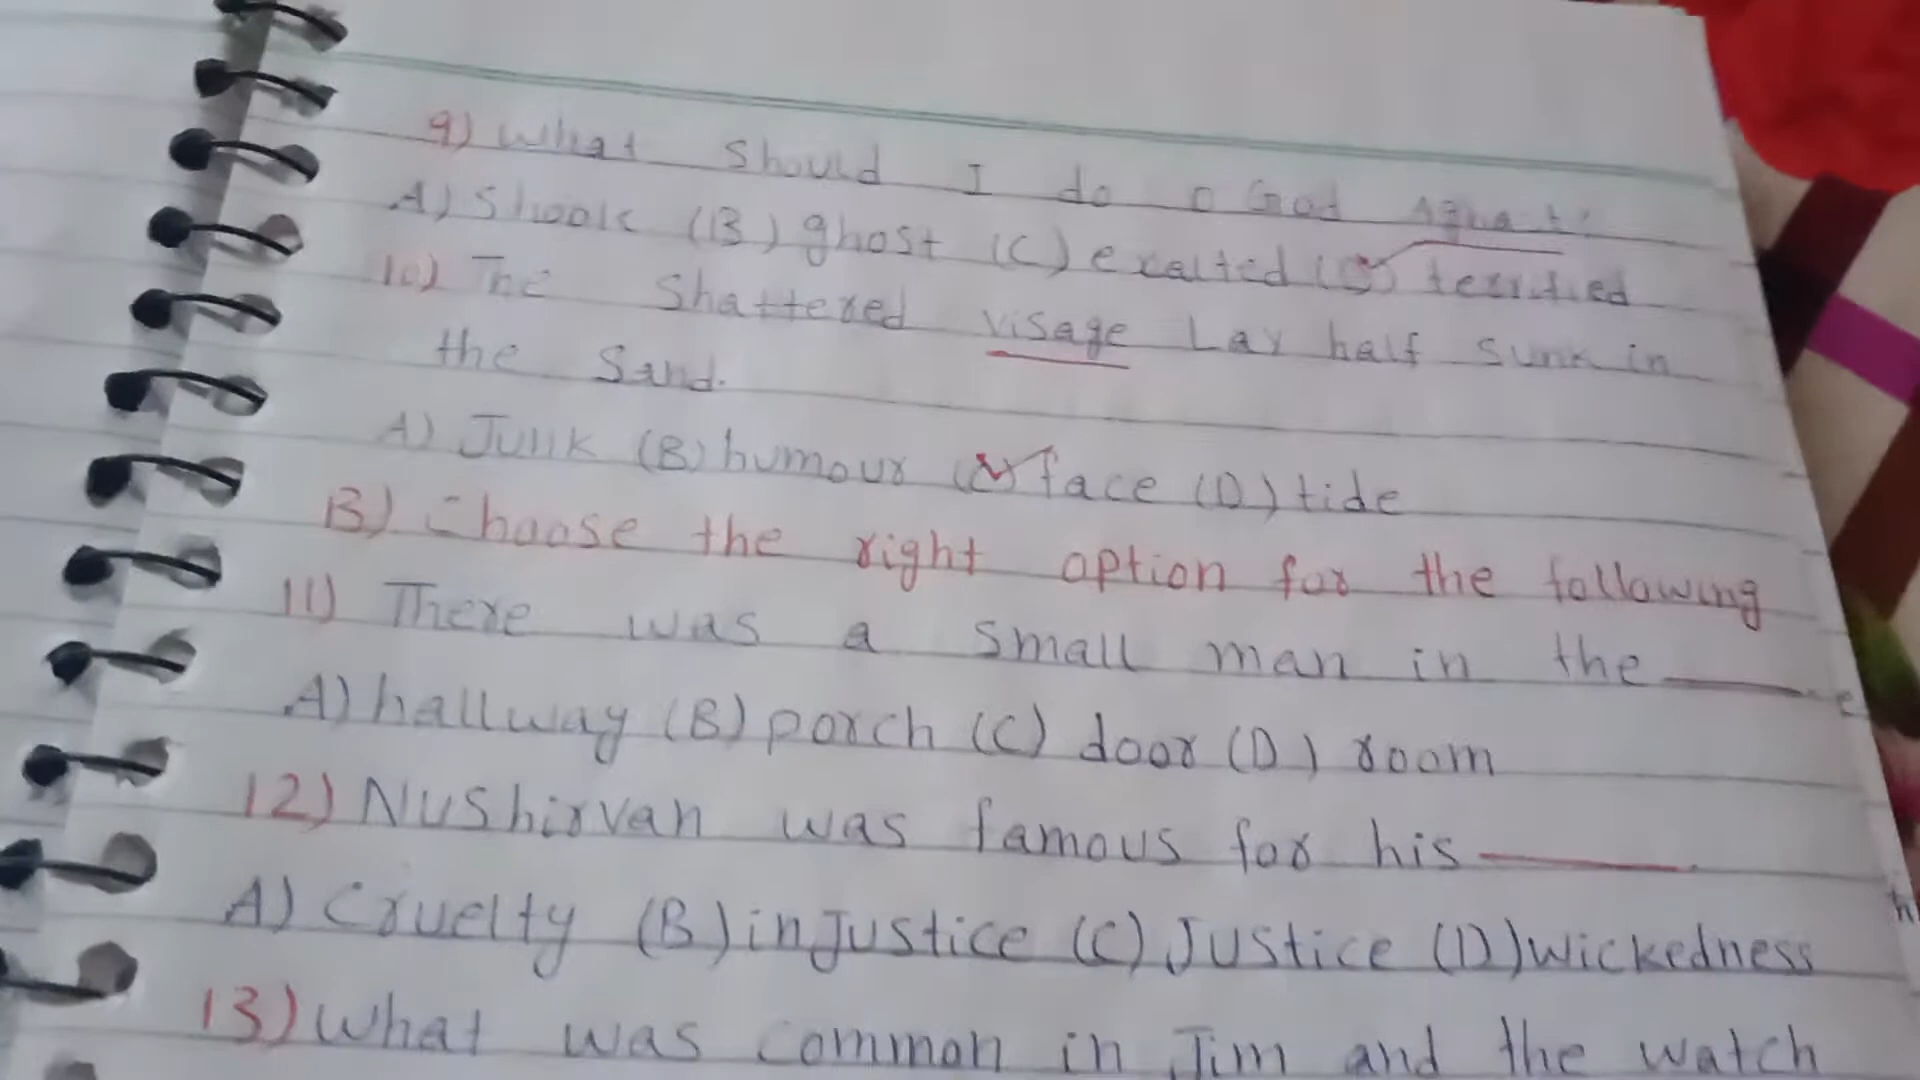 9) What should I do o God
A) Shook (B) ghost (C) exalted (D) terrified
10) The shattered visage Lay half sunk in
the Sand.
A) Junk (B) humour (C) face (D) tide
B) Choose the right option for the following
11) There was a small man in the
A) hallway (B) porch (C) door (D) room
12) Nushirvan was famous for his
A) Cruelty (B) injustice (C) Justice (D) wickedness
13) What was common in Jim and the watch